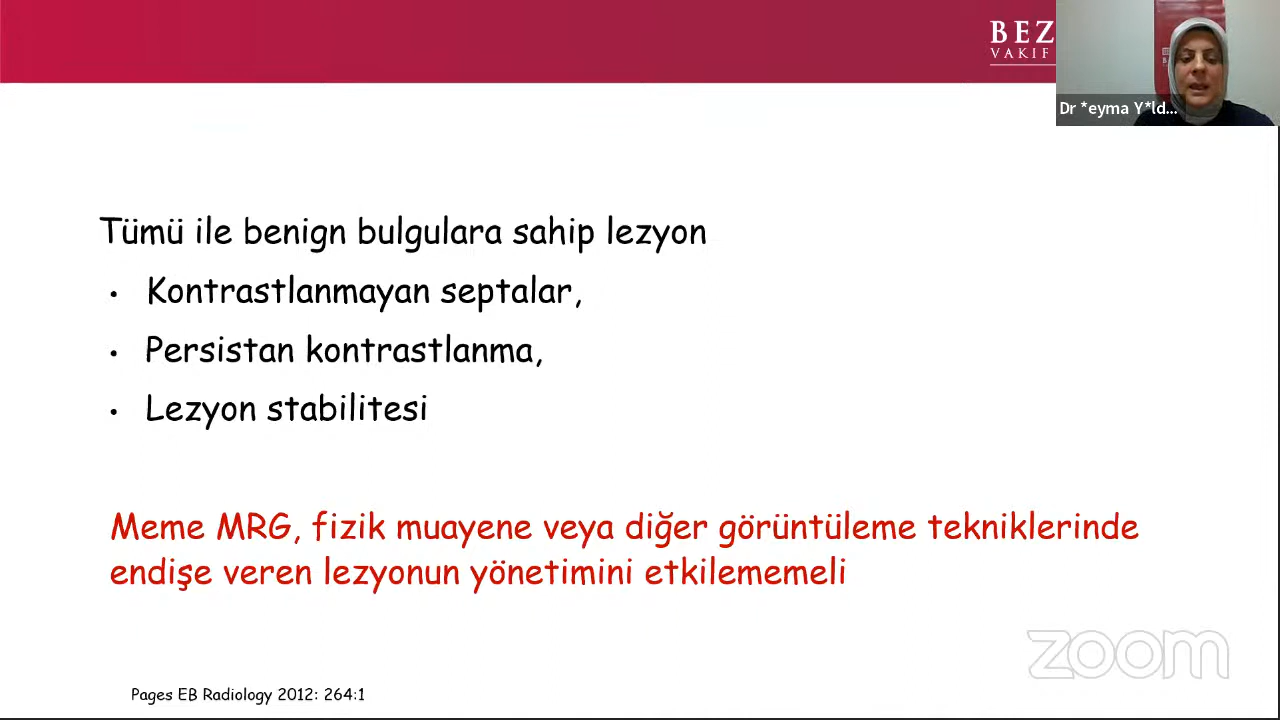 BEZ
VAKIF
Dr *eyma Y*ld...
Tümü ile benign bulgulara sahip lezyon
• Kontrastlanmayan septalar,
• Persistan kontrastlanma,
• Lezyon stabilitesi
Meme MRG, fizik muayene veya diğer görüntüleme tekniklerinde
endişe veren lezyonun yönetimini etkilememeli
zoom
Pages EB Radiology 2012: 264:1